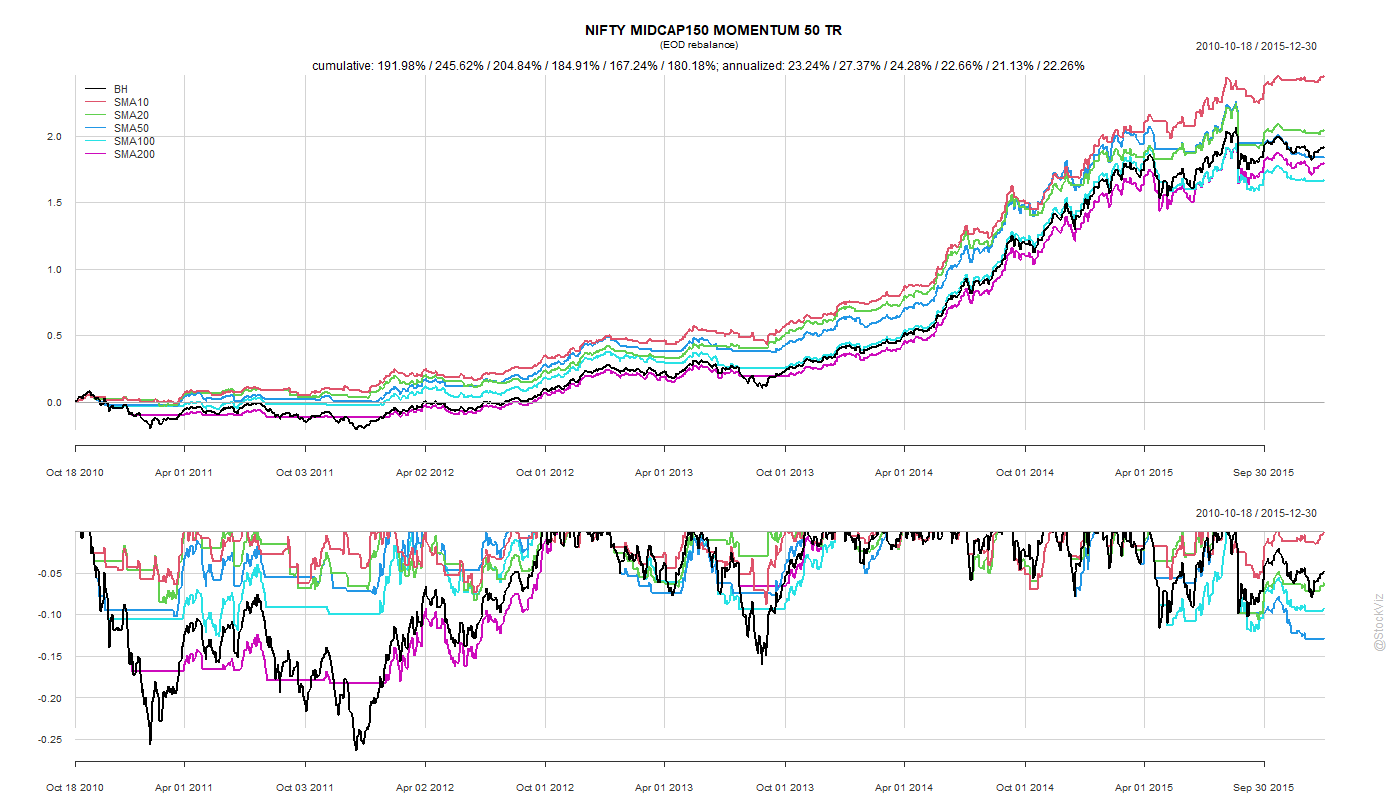 NIFTY MIDCAP150 MOMENTUM 50 TR
(EOD rebalance)
2010-10-18 / 2015-12-30
cumulative: 191.98% / 245.62% / 204.84% / 184.91% / 167.24% / 180.18%; annualized: 23.24% / 27.37% / 24.28% / 22.66% / 21.13% / 22.26%
BH
SMA10
SMA20
SMA50
SMA100
SMA200
2.0
1.5
1.0
0.5
0.0
Oct 18 2010 Apr 01 2011 Oct 03 2011 Apr 02 2012 Oct 01 2012 Apr 01 2013 Oct 01 2013 Apr 01 2014 Oct 01 2014 Apr 01 2015 Sep 30 2015
2010-10-18 / 2015-12-30
-0.05
-0.10
-0.15
-0.20
-0.25
Oct 18 2010 Apr 01 2011 Oct 03 2011 Apr 02 2012 Oct 01 2012 Apr 01 2013 Oct 01 2013 Apr 01 2014 Oct 01 2014 Apr 01 2015 Sep 30 2015
@StockViz